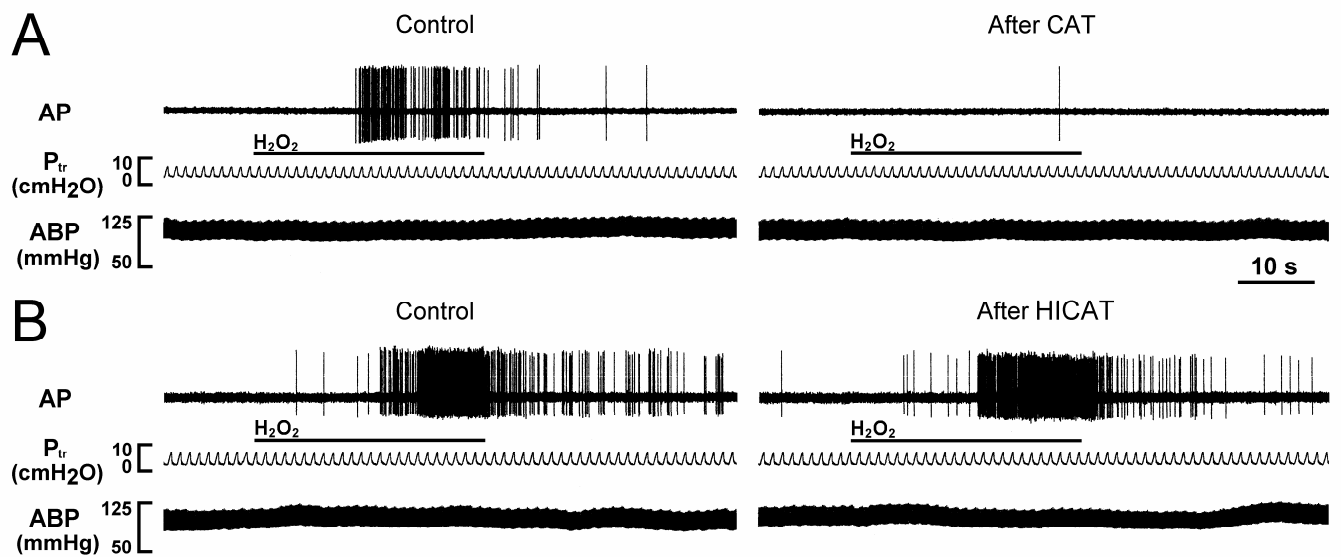 A
Control
After CAT
AP
H₂O₂
H₂O₂
Ptr
(cmH2O)
10
0
ABP
(mmHg)
125
50
10 s
B
Control
After HICAT
AP
H₂O₂
H₂O₂
Ptr
(cmH2O)
10
0
ABP
(mmHg)
125
50